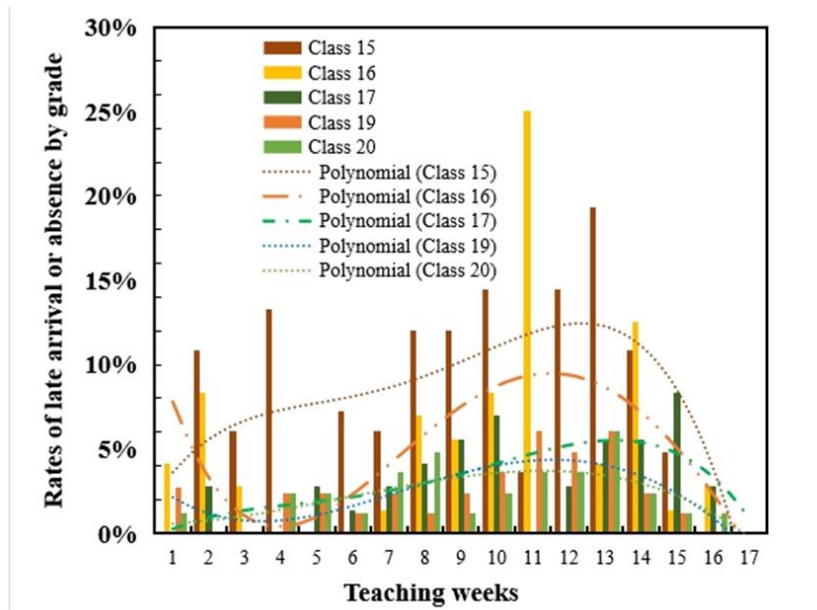 Rates of late arrival or absence by grade
30%
25%
20%
15%
10%
5%
0%
Class 15
Class 16
Class 17
Class 19
Class 20
Polynomial (Class 15)
Polynomial (Class 16)
Polynomial (Class 17)
Polynomial (Class 19)
Polynomial (Class 20)
1 2 3 4 5 6 7 8 9 10 11 12 13 14 15 16 17
Teaching weeks